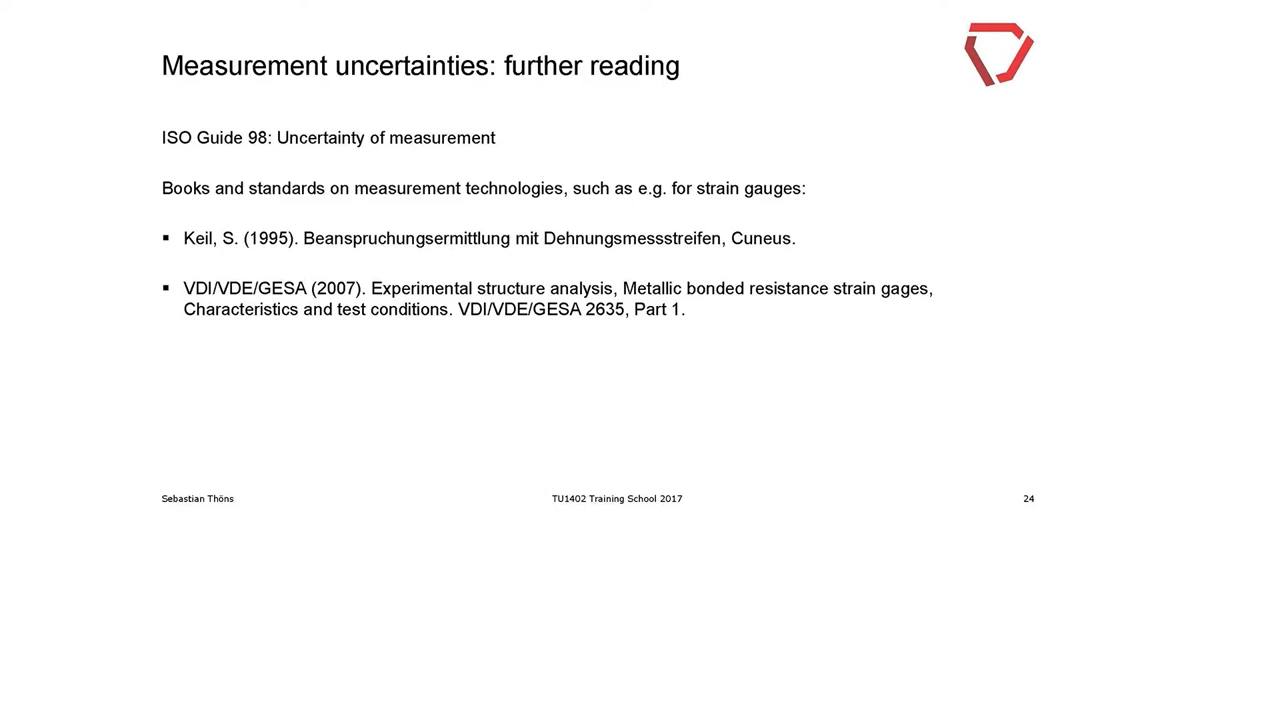 Measurement uncertainties: further reading
ISO Guide 98: Uncertainty of measurement
Books and standards on measurement technologies, such as e.g. for strain gauges:
▪ Keil, S. (1995). Beanspruchungsermittlung mit Dehnungsmessstreifen, Cuneus.
▪ VDI/VDE/GESA (2007). Experimental structure analysis, Metallic bonded resistance strain gages,
Characteristics and test conditions. VDI/VDE/GESA 2635, Part 1.
Sebastian Thöns
TU1402 Training School 2017
24